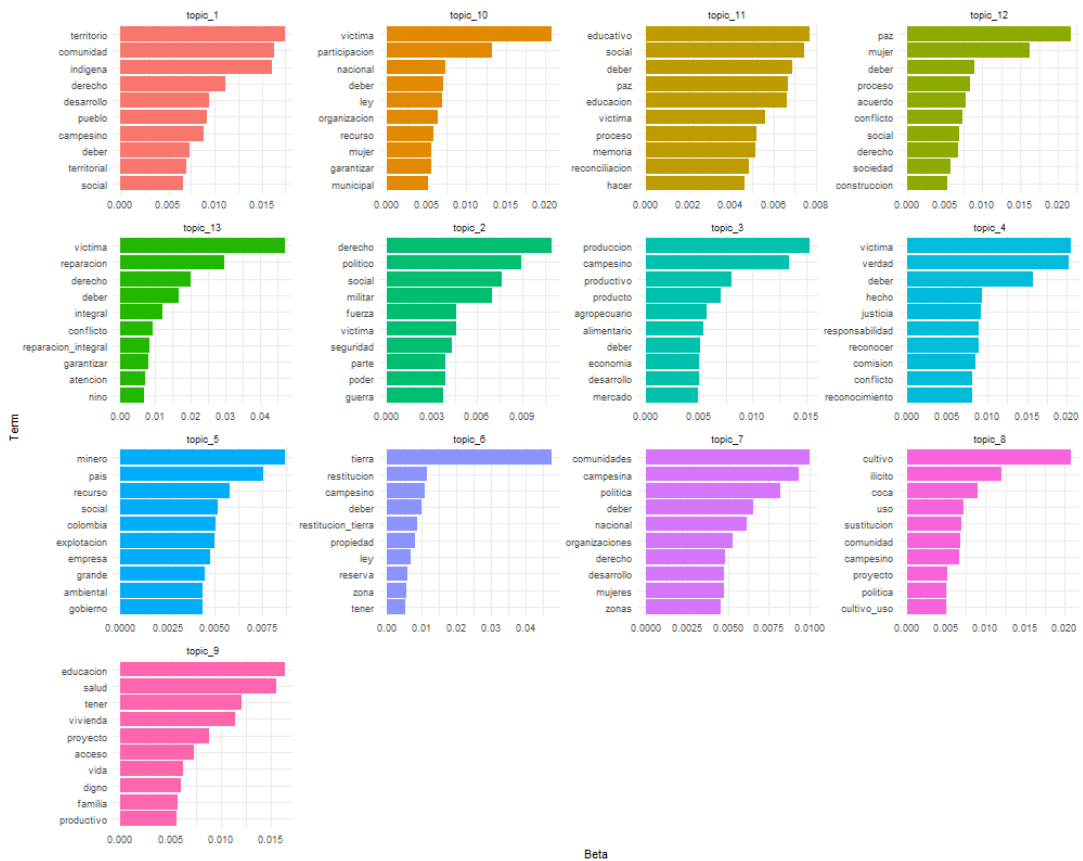 topic_1
territorio
comunidad
indigena
derecho
desarrollo
pueblo
campesino
deber
territorial
social
0.000 0.005 0.010 0.015
topic_10
victima
participacion
nacional
deber
ley
organizacion
recurso
mujer
garantizar
municipal
0.000 0.005 0.010 0.015 0.020
topic_11
educativo
social
deber
paz
educacion
victima
proceso
memoria
reconciliacion
hacer
0.000 0.002 0.004 0.006 0.008
topic_12
paz
mujer
deber
proceso
acuerdo
conflicto
social
derecho
sociedad
construccion
0.000 0.005 0.010 0.015 0.020
topic_13
victima
reparacion
derecho
deber
integral
conflicto
reparacion_integral
garantizar
atencion
nino
0.00 0.01 0.02 0.03 0.04
topic_2
derecho
politico
social
militar
fuerza
victima
seguridad
parte
poder
guerra
0.000 0.003 0.006 0.009
topic_3
produccion
campesino
productivo
producto
agropecuario
alimentario
deber
economia
desarrollo
mercado
0.000 0.005 0.010 0.015
topic_4
victima
verdad
deber
hecho
justicia
responsabilidad
reconocer
comision
conflicto
reconocimiento
0.000 0.005 0.010 0.015 0.020
Term
topic_5
minero
pais
recurso
social
colombia
explotacion
empresa
grande
ambiental
gobierno
0.0000 0.0025 0.0050 0.0075
topic_6
tierra
restitucion
campesino
deber
restitucion_tierra
propiedad
ley
reserva
zona
tener
0.00 0.01 0.02 0.03 0.04
topic_7
comunidades
campesina
politica
deber
nacional
organizaciones
derecho
desarrollo
mujeres
zonas
0.0000 0.0025 0.0050 0.0075 0.0100
topic_8
cultivo
ilicito
coca
uso
sustitucion
comunidad
campesino
proyecto
politica
cultivo_uso
0.000 0.005 0.010 0.015 0.020
topic_9
educacion
salud
tener
vivienda
proyecto
acceso
vida
digno
familia
productivo
0.000 0.005 0.010 0.015
Beta